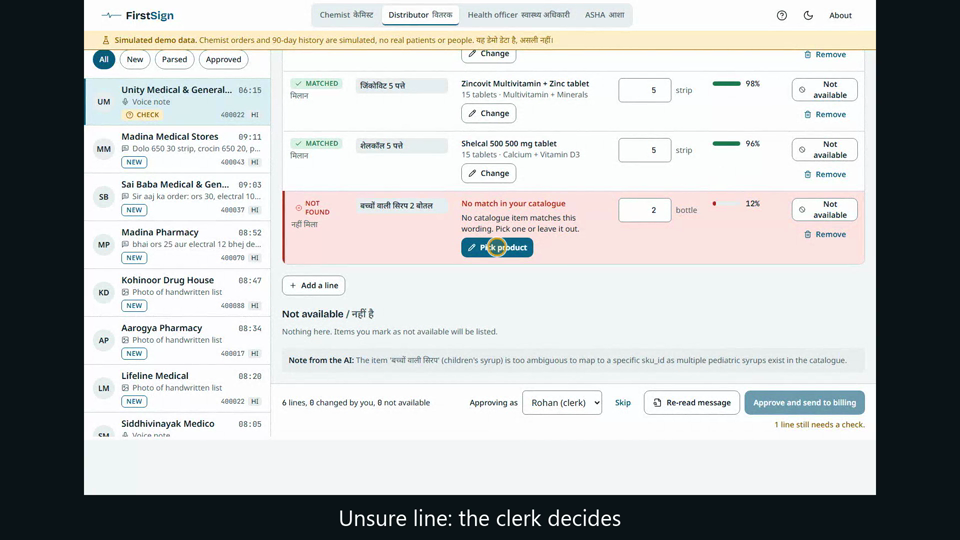 FirstSign
Chemist केमिस्ट
Distributor वितरक
Health officer स्वास्थ्य अधिकारी
ASHA आशा
About
Simulated demo data. Chemist orders and 90-day history are simulated, no real patients or people. यह डेमो डेटा है, असली नहीं।
All
New
Parsed
Approved
UM
Unity Medical & General... 06:15
Voice note
CHECK 400022 HI
MM
Madina Medical Stores 09:11
Dolo 650 30 strip, crocin 650 20, p...
NEW 400043 HI
SB
Sai Baba Medical & Gen... 09:03
Sir aaj ka order: ors 30, electral 10...
NEW 400037 HI
MP
Madina Pharmacy 08:52
bhai ors 25 aur electral 12 bhej de...
NEW 400070 HI
KD
Kohinoor Drug House 08:47
Photo of handwritten list
NEW 400088 HI
AP
Aarogya Pharmacy 08:34
Photo of handwritten list
NEW 400017 HI
LM
Lifeline Medical 08:20
Photo of handwritten list
NEW 400022 HI
Siddhivinayak Medico 08:05
Voice note
Change
Remove
MATCHED
मिलान
जिंकोविट 5 पत्ते
Zincovit Multivitamin + Zinc tablet
15 tablets · Multivitamin + Minerals
Change
5 strip
98%
Not available
Remove
MATCHED
मिलान
शेलकॉल 5 पत्ते
Shelcal 500 500 mg tablet
15 tablets · Calcium + Vitamin D3
Change
5 strip
96%
Not available
Remove
NOT FOUND
नहीं मिला
बच्चों वाली सिरप 2 बोतल
No match in your catalogue
No catalogue item matches this
wording. Pick one or leave it out.
Pick product
2 bottle
12%
Not available
Remove
Add a line
Not available / नहीं है
Nothing here. Items you mark as not available will be listed.
Note from the AI: The item 'बच्चों वाली सिरप' (children's syrup) is too ambiguous to map to a specific sku_id as multiple pediatric syrups exist in the catalogue.
6 lines, 0 changed by you, 0 not available
Approving as
Rohan (clerk)
Skip
Re-read message
Approve and send to billing
1 line still needs a check.
Unsure line: the clerk decides